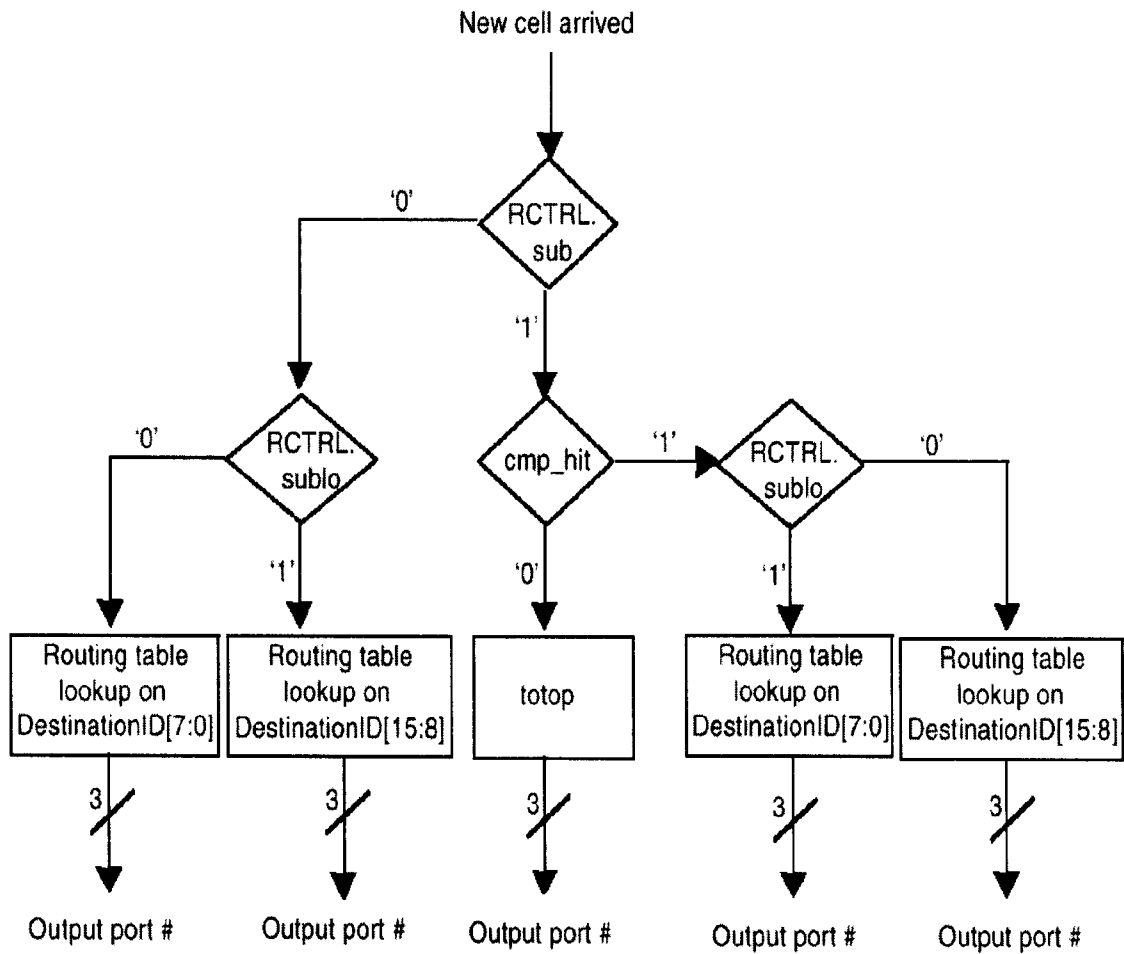 New cell arrived
'0'
RCTRL.
sub
'1'
'0'
RCTRL.
sublo
cmp_hit
'1'
RCTRL.
sublo
'0'
'1'
'0'
'1'
Routing table
lookup on
DestinationID[7:0]
Routing table
lookup on
DestinationID[15:8]
totop
Routing table
lookup on
DestinationID[7:0]
Routing table
lookup on
DestinationID[15:8]
3
3
3
3
3
Output port #
Output port #
Output port #
Output port #
Output port #